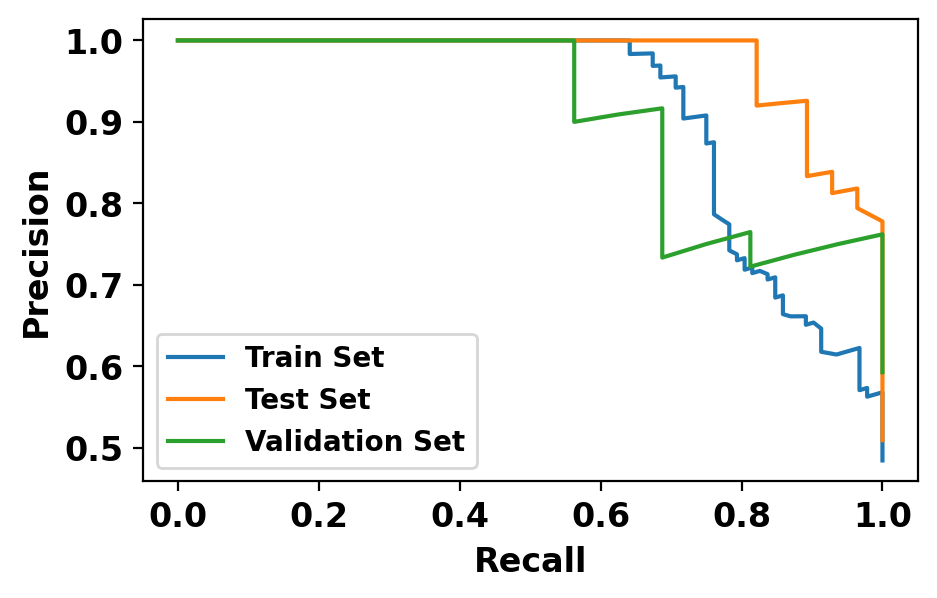 1.0
0.9
0.8
0.7
0.6
0.5
Precision
Train Set
Test Set
Validation Set
0.0 0.2 0.4 0.6 0.8 1.0
Recall